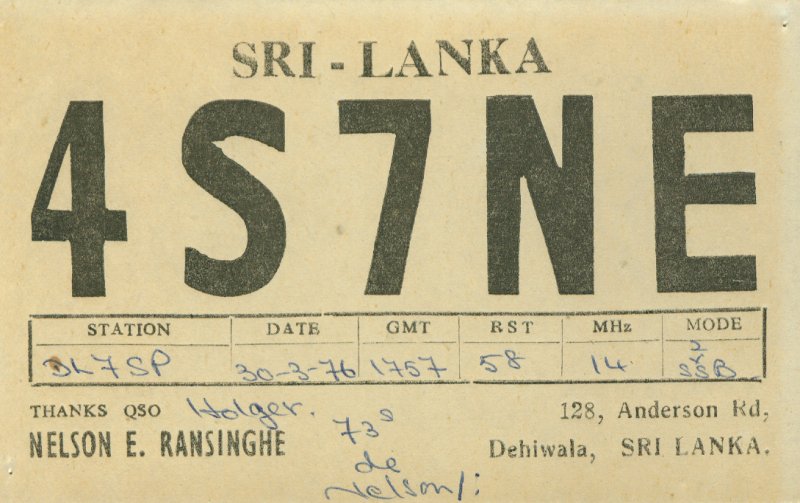 SRI - LANKA
4S7NE
STATION DATE GMT RST MHz MODE
DL7SP 30-3-76 1757 58 14 2x SSB
THANKS QSO Holger. 128, Anderson Rd,
NELSON E. RANSINGHE 73s Dehiwala, SRI LANKA.
de
Nelson